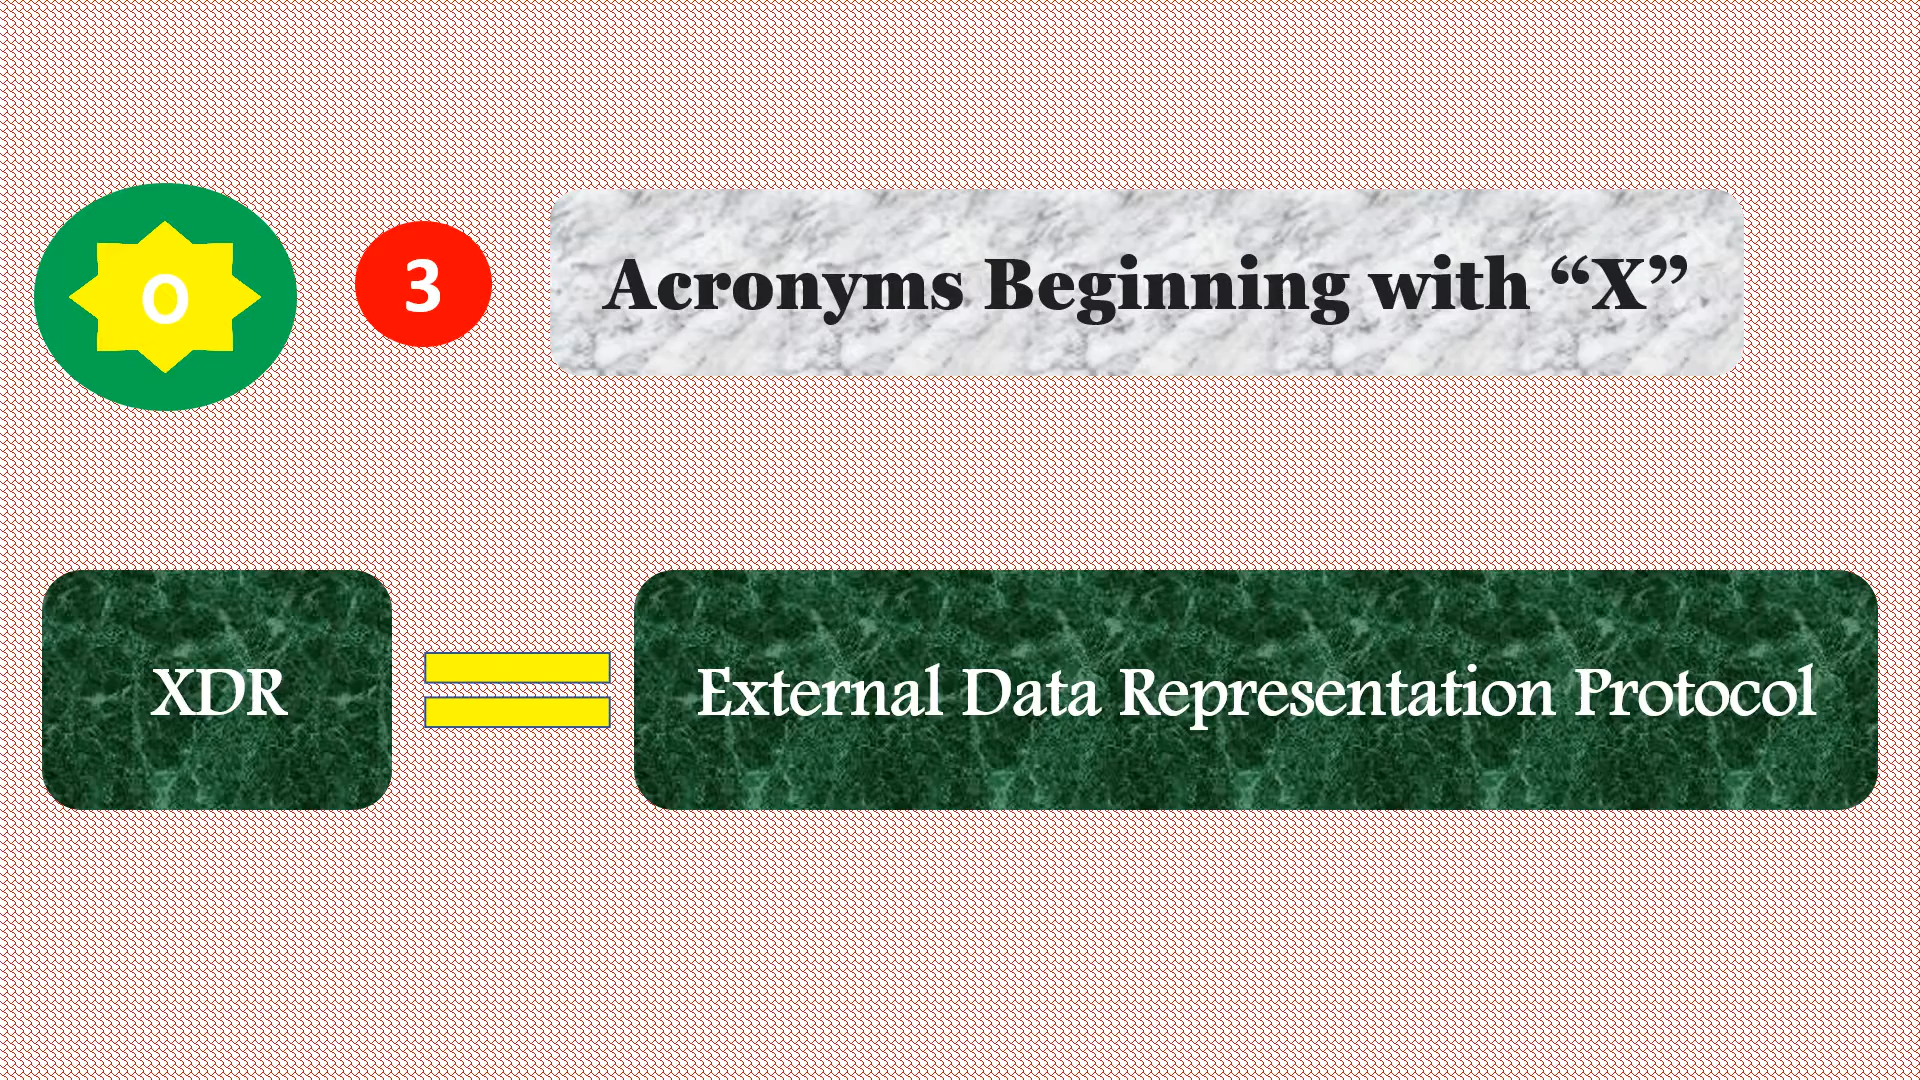 O
3
Acronyms Beginning with “X”
XDR
External Data Representation Protocol